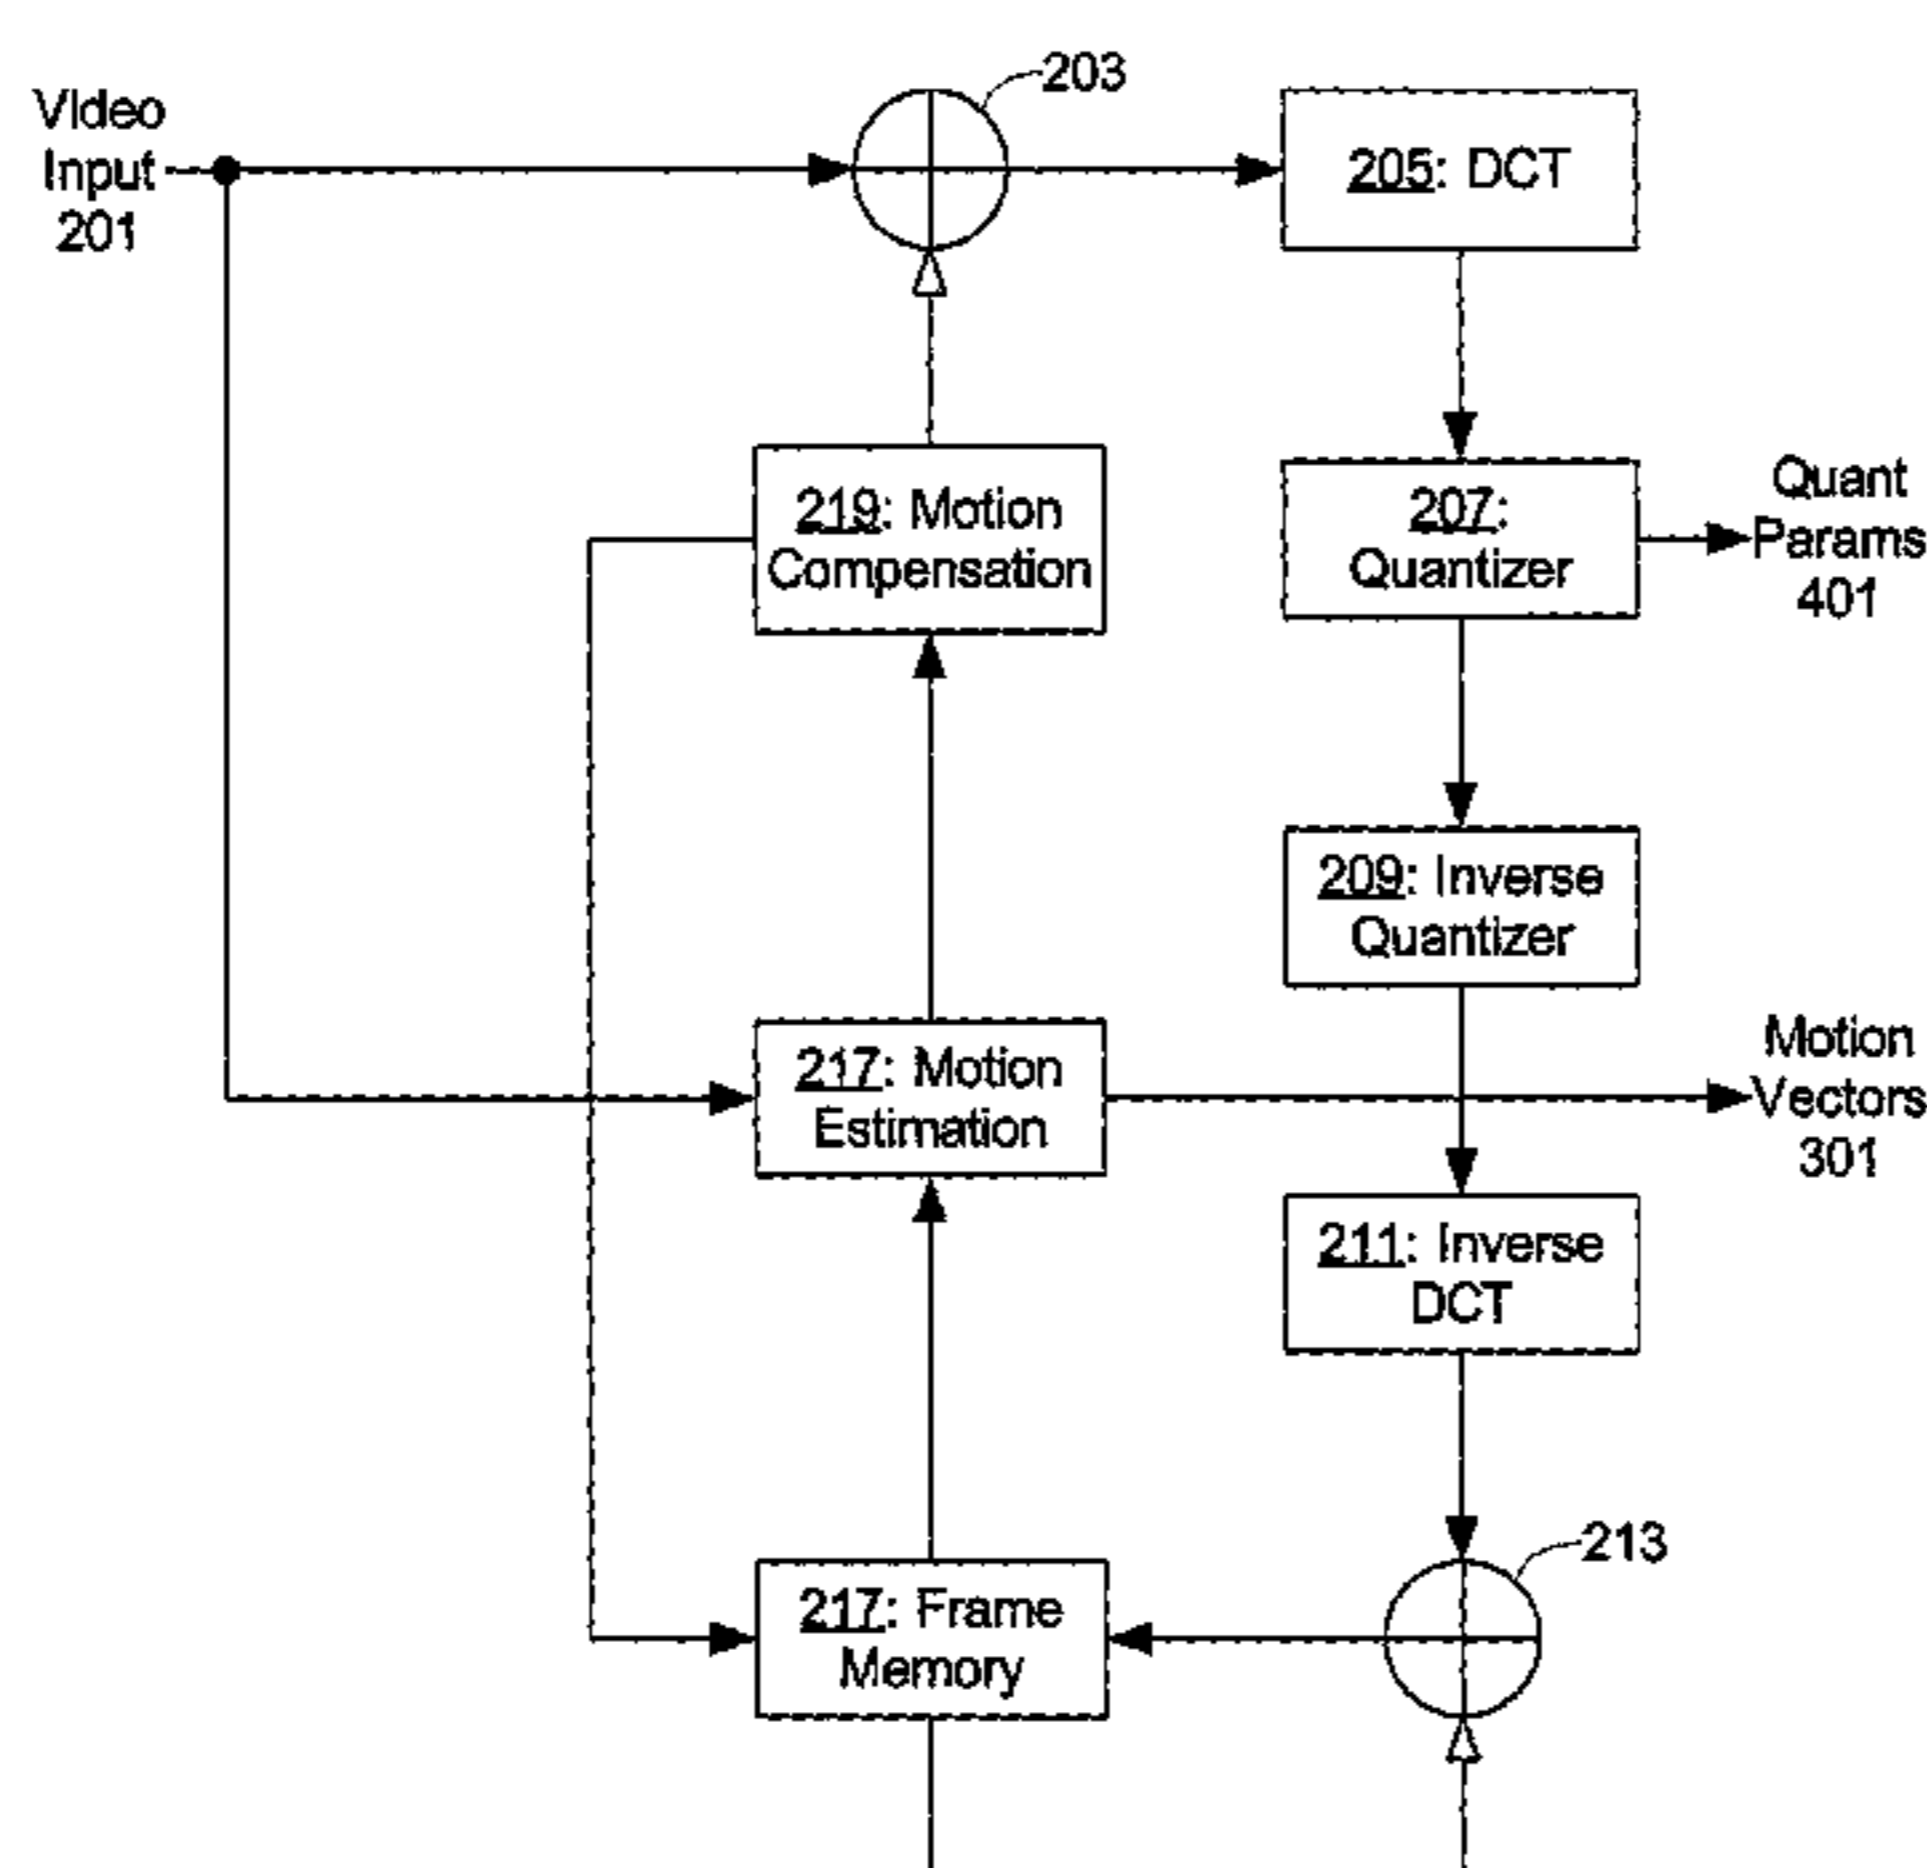 203
Video
Input
201
205: DCT
219: Motion
Compensation
207:
Quantizer
Quant
Params
401
209: Inverse
Quantizer
217: Motion
Estimation
Motion
Vectors
301
211: Inverse
DCT
213
217: Frame
Memory